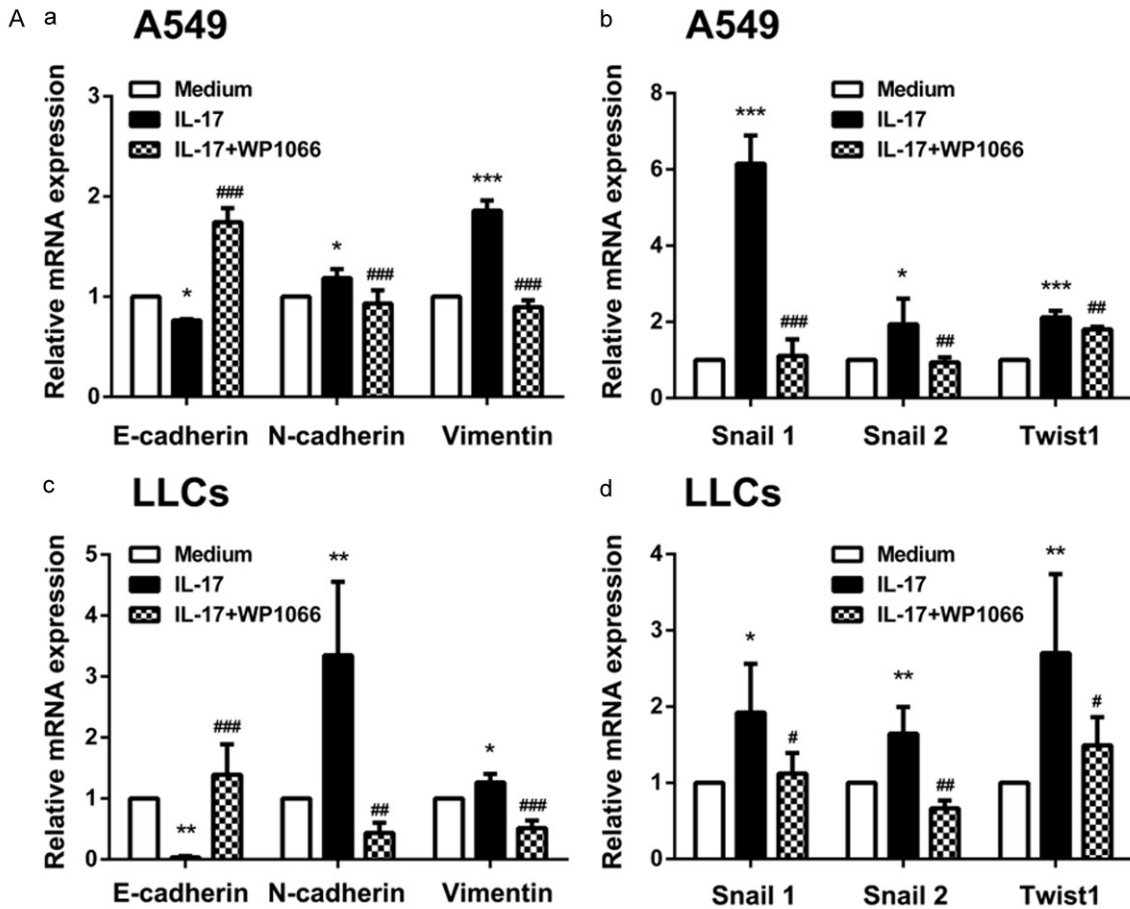 A a A549
Relative mRNA expression
Medium
IL-17
IL-17+WP1066
3
2
1
0
*
###
*
###
***
###
E-cadherin N-cadherin Vimentin
b A549
Relative mRNA expression
Medium
IL-17
IL-17+WP1066
8
6
4
2
0
***
###
*
##
***
##
Snail 1 Snail 2 Twist1
c LLCs
Relative mRNA expression
Medium
IL-17
IL-17+WP1066
5
4
3
2
1
0
**
###
**
##
*
###
E-cadherin N-cadherin Vimentin
d LLCs
Relative mRNA expression
Medium
IL-17
IL-17+WP1066
4
3
2
1
0
*
#
**
##
**
#
Snail 1 Snail 2 Twist1